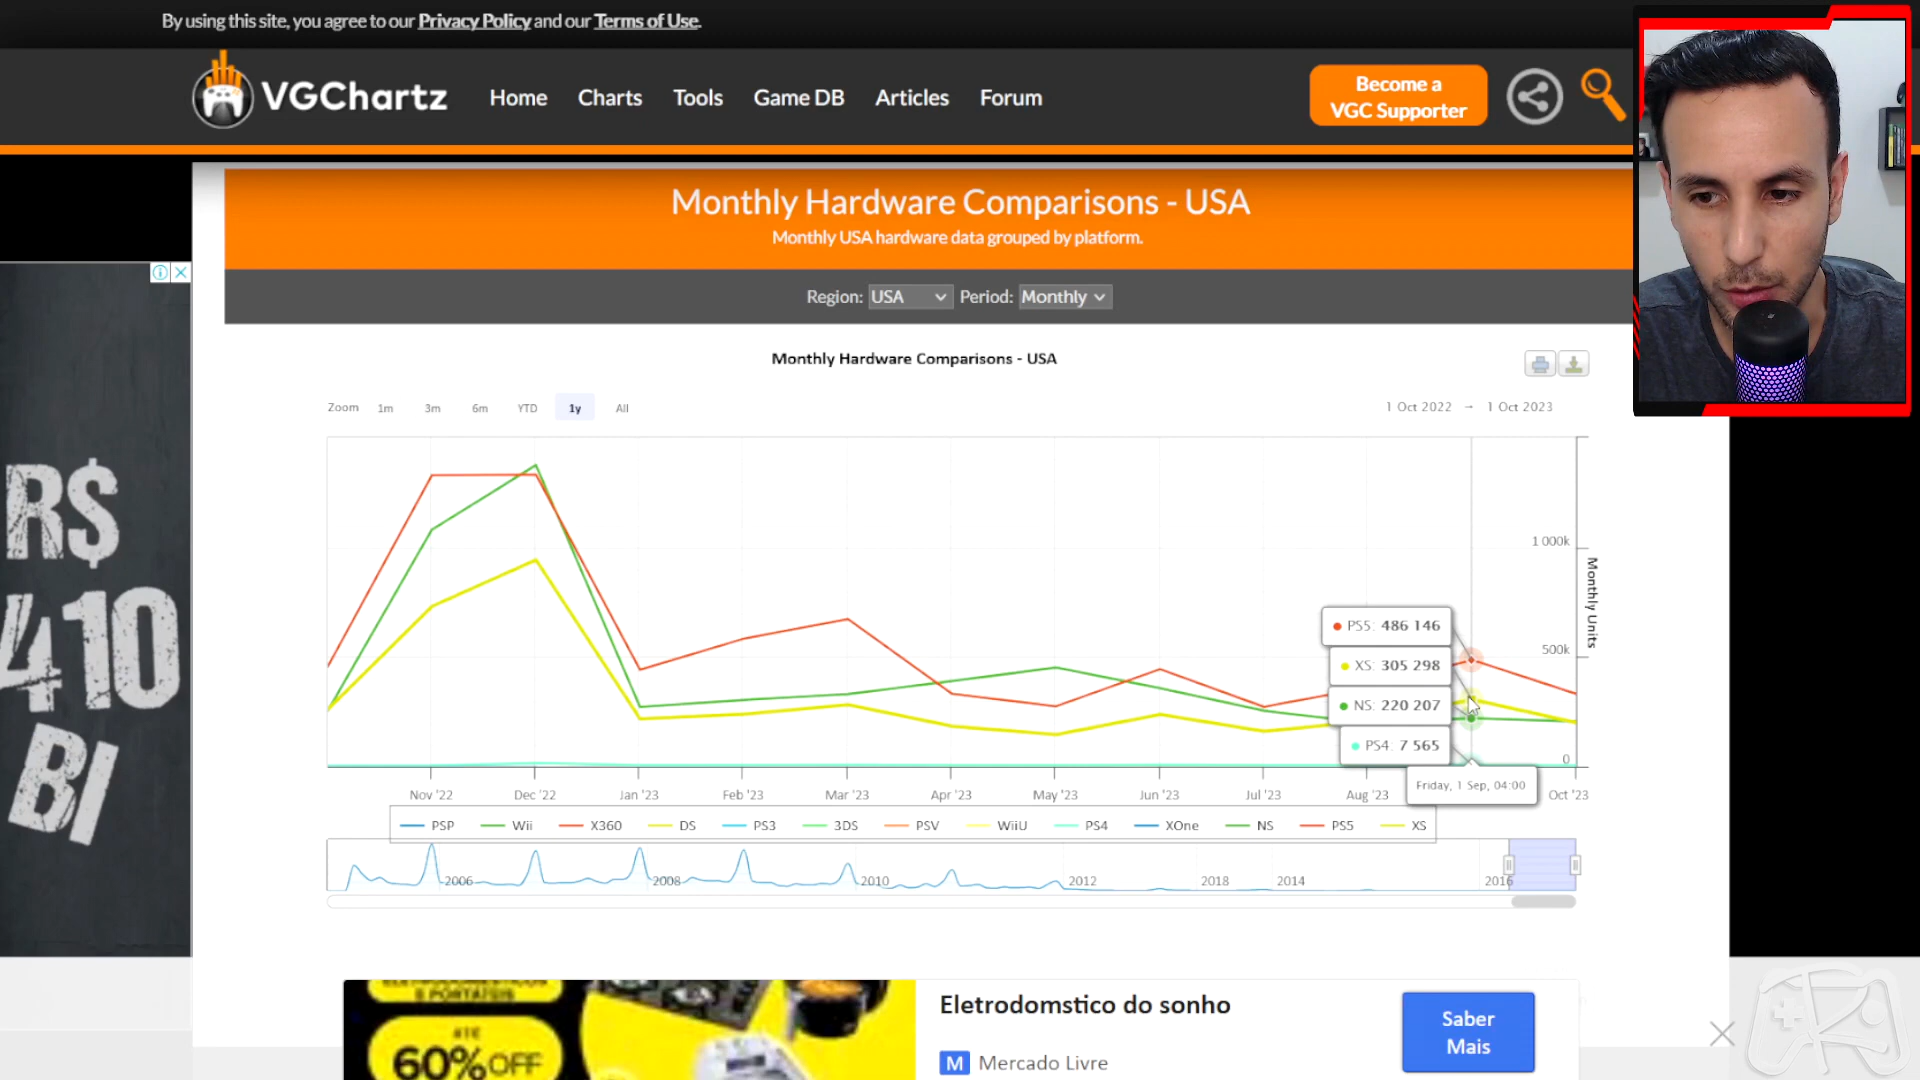 By using this site, you agree to our Privacy Policy and our Terms of Use.
VGChartz
Home
Charts
Tools
Game DB
Articles
Forum
Become a
VGC Supporter
Monthly Hardware Comparisons - USA
Monthly USA hardware data grouped by platform.
Region: USA Period: Monthly
Monthly Hardware Comparisons - USA
Zoom 1m 3m 6m YTD 1y All
1 Oct 2022 → 1 Oct 2023
1 000k
500k
0
Monthly Units
PS5: 486 146
XS: 305 298
NS: 220 207
PS4: 7 565
Friday, 1 Sep, 04:00
Nov '22 Dec '22 Jan '23 Feb '23 Mar '23 Apr '23 May '23 Jun '23 Jul '23 Aug '23 Oct '23
PSP Wii X360 DS PS3 3DS PSV WiiU PS4 XOne NS PS5 XS
2006 2008 2010 2012 2018 2014 2016
R$
410
BI
E PORTÁTEIS
ATÉ
60% OFF
Eletrodomstico do sonho
M Mercado Livre
Saber
Mais